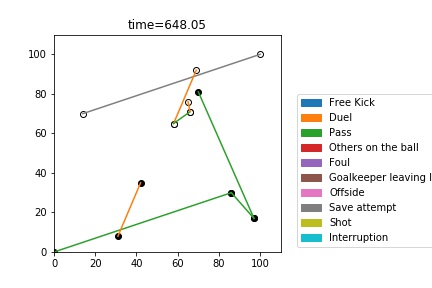 time=648.05
100
80
60
40
20
0
0 20 40 60 80 100
Free Kick
Duel
Pass
Others on the ball
Foul
Goalkeeper leaving l
Offside
Save attempt
Shot
Interruption